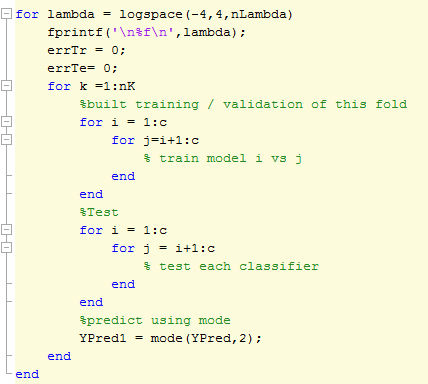 for lambda = logspace(-4,4,nLambda)
    fprintf('\n%f\n',lambda);
    errTr = 0;
    errTe= 0;
    for k =1:nK
        %built training / validation of this fold
        for i = 1:c
            for j=i+1:c
                % train model i vs j
            end
        end
        %Test
        for i = 1:c
            for j = i+1:c
                % test each classifier
            end
        end
        %predict using mode
        YPred1 = mode(YPred,2);
    end
end